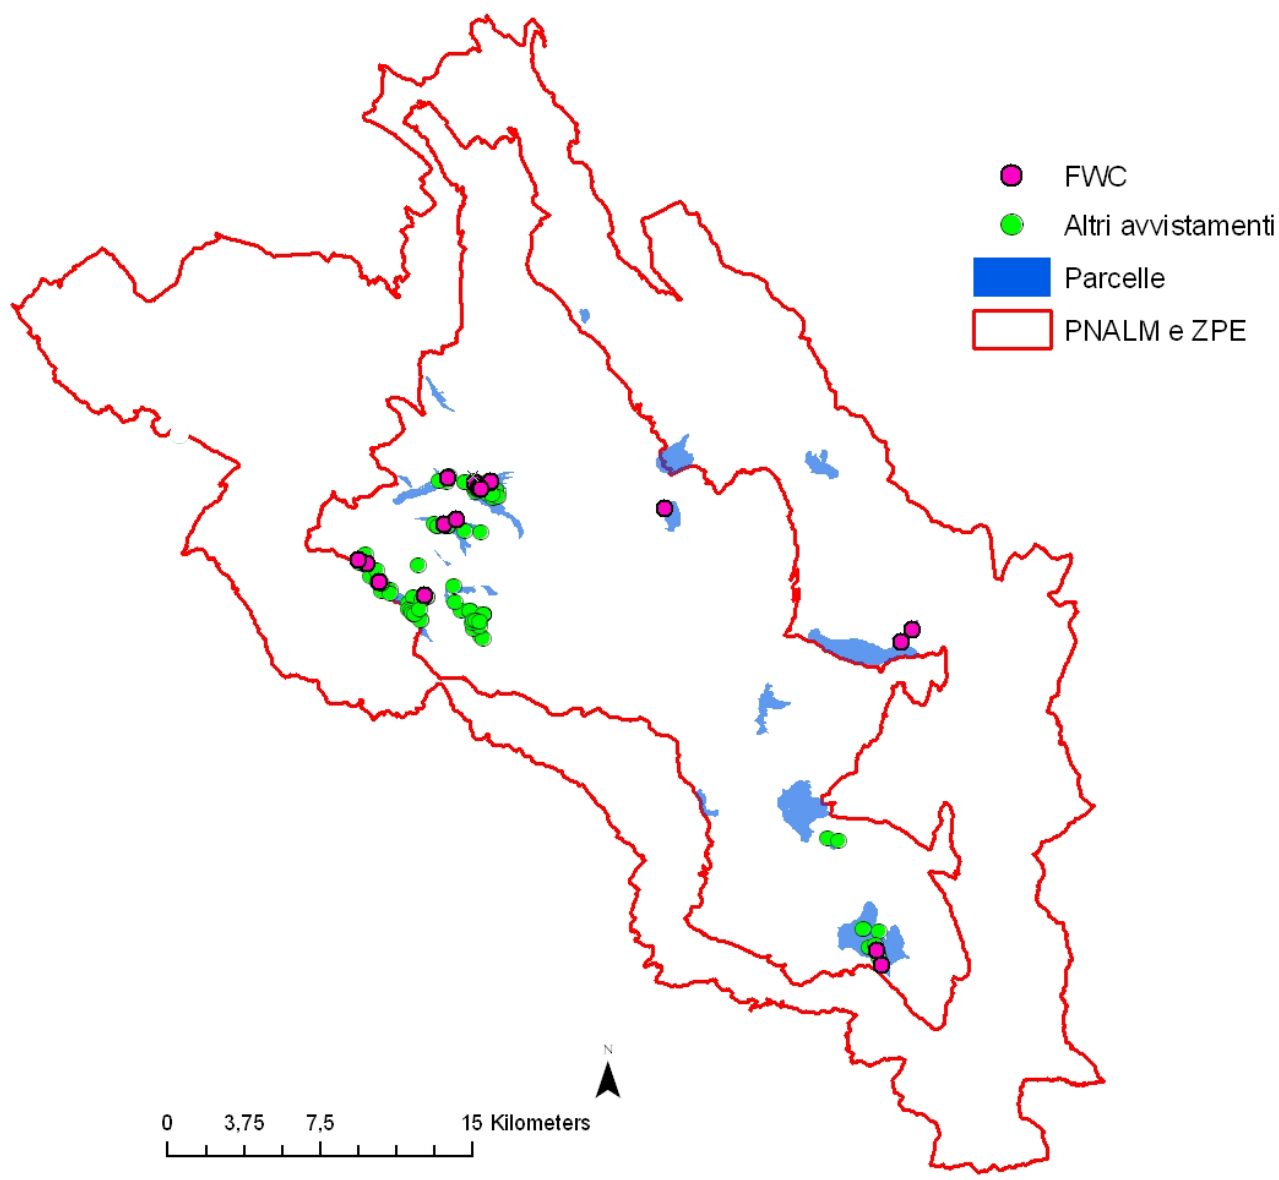 FWC
Altri avvistamenti
Parcelle
PNALM e ZPE
N
0 3,75 7,5 15 Kilometers